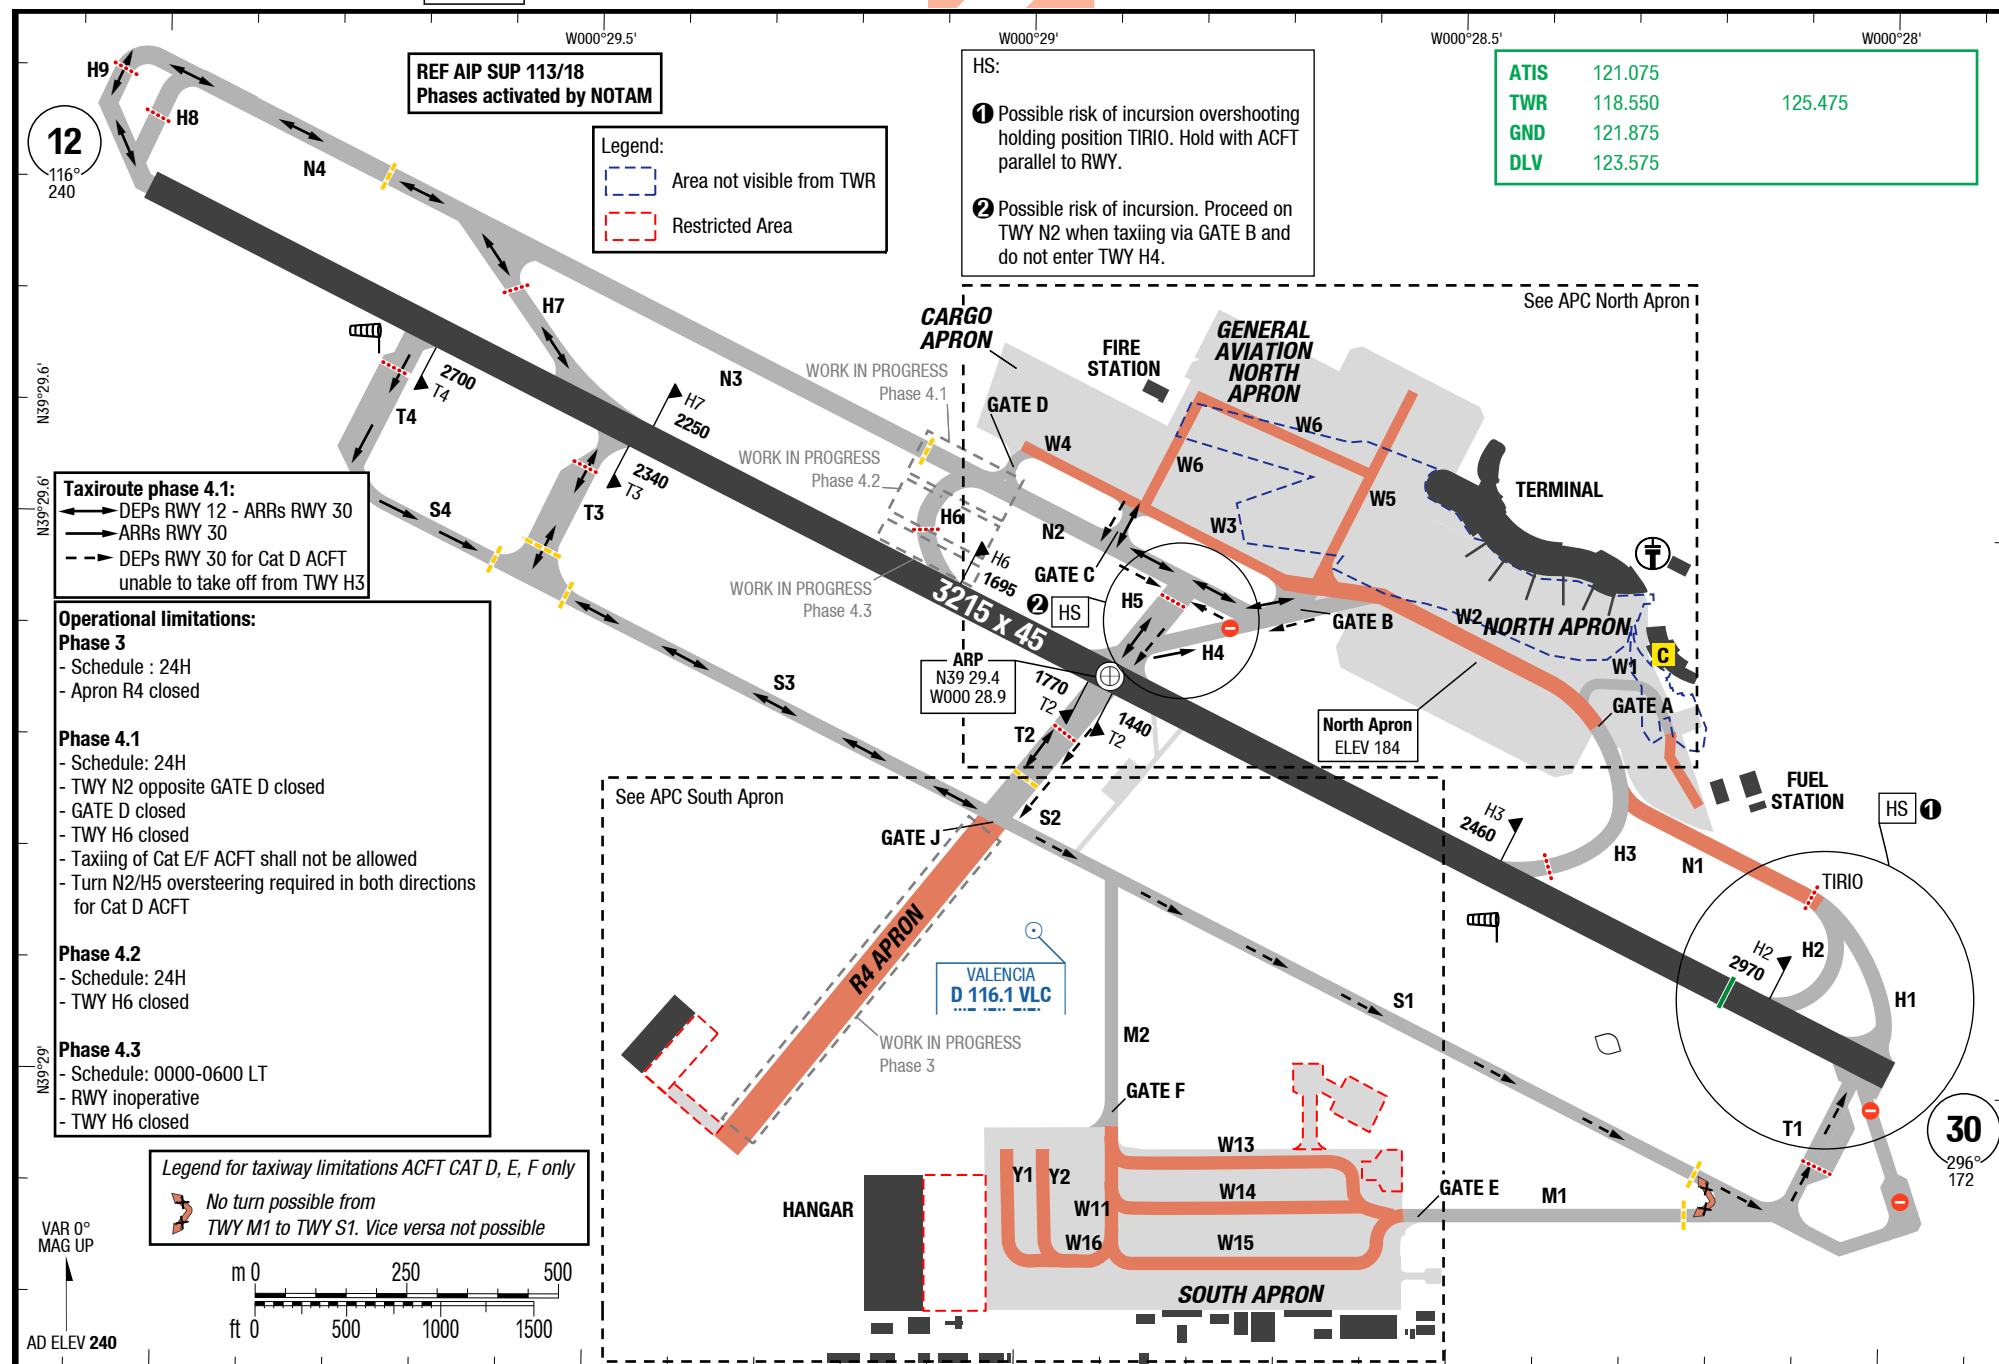 W000°29.5'
W000°29'
W000°28.5'
W000°28'
REF AIP SUP 113/18
Phases activated by NOTAM
Legend:
Area not visible from TWR
Restricted Area
HS:
1 Possible risk of incursion overshooting
holding position TIRIO. Hold with ACFT
parallel to RWY.
2 Possible risk of incursion. Proceed on
TWY N2 when taxiing via GATE B and
do not enter TWY H4.
ATIS 121.075
TWR 118.550 125.475
GND 121.875
DLV 123.575
H9
H8
12
116°
240
N4
H7
N3
See APC North Apron
CARGO
APRON
FIRE
STATION
GENERAL
AVIATION
NORTH
APRON
WORK IN PROGRESS
Phase 4.1
GATE D
W4
W6
W6
W5
W3
TERMINAL
N39°29.6'
2700
T4
T4
H7
2250
2340
T3
T3
WORK IN PROGRESS
Phase 4.2
H6
N2
GATE C
H6
1695
WORK IN PROGRESS
Phase 4.3
3215 x 45
2 HS
H5
GATE B
H4
W2
NORTH APRON
W1
C
GATE A
N39°29.6'
Taxiroute phase 4.1:
DEPs RWY 12 - ARRs RWY 30
ARRs RWY 30
DEPs RWY 30 for Cat D ACFT
unable to take off from TWY H3
S4
S3
ARP
N39 29.4
W000 28.9
1770
T2
1440
T2
T2
North Apron
ELEV 184
Operational limitations:
Phase 3
- Schedule : 24H
- Apron R4 closed
Phase 4.1
- Schedule: 24H
- TWY N2 opposite GATE D closed
- GATE D closed
- TWY H6 closed
- Taxiing of Cat E/F ACFT shall not be allowed
- Turn N2/H5 oversteering required in both directions
for Cat D ACFT
Phase 4.2
- Schedule: 24H
- TWY H6 closed
Phase 4.3
- Schedule: 0000-0600 LT
- RWY inoperative
- TWY H6 closed
N39°29'
See APC South Apron
GATE J
S2
H3
2460
H3
N1
FUEL
STATION
HS 1
TIRIO
H2
2970
H2
H1
R4 APRON
VALENCIA
D 116.1 VLC
WORK IN PROGRESS
Phase 3
M2
S1
GATE F
T1
30
296°
172
W13
W14
W15
W11
W16
Y1
Y2
GATE E
M1
HANGAR
SOUTH APRON
Legend for taxiway limitations ACFT CAT D, E, F only
No turn possible from
TWY M1 to TWY S1. Vice versa not possible
VAR 0°
MAG UP
AD ELEV 240
m 0 250 500
ft 0 500 1000 1500